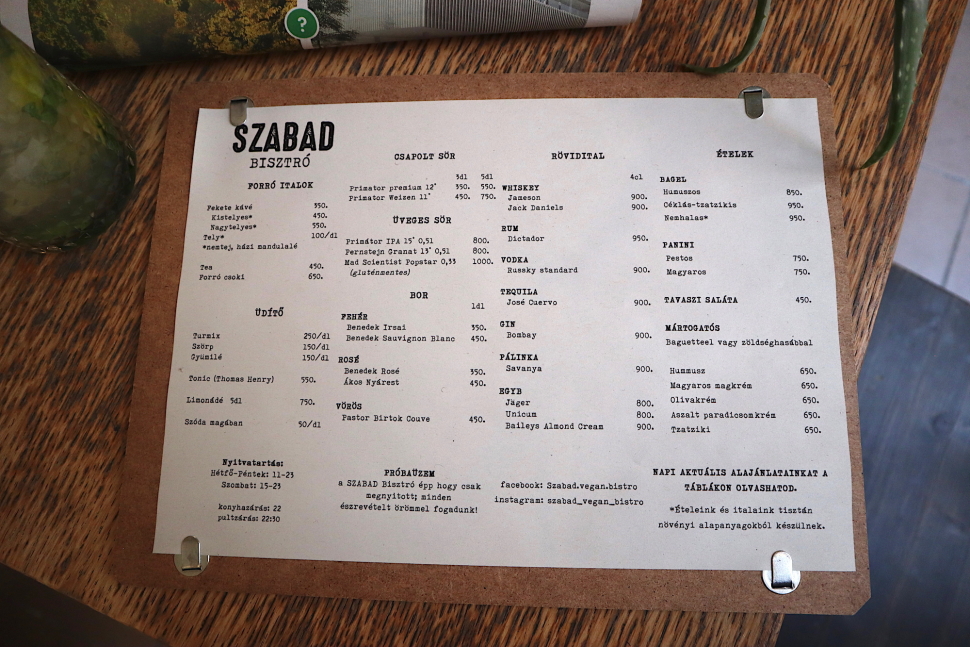 ?
SZABAD
BISZTRÓ
FORRÓ ITALOK
Fekete kávé 350.
Kistelyes* 450.
Nagytelyes* 550.
Tely* 100/dl
*nemtej, házi mandulalé
Tea 450.
Forró csoki 650.
ÜDÍTŐ
Turmix 250/dl
Szörp 150/dl
Gyümilé 150/dl
Tonic (Thomas Henry) 550.
Limonádé 5dl 750.
Szóda magában 50/dl
Nyitvatartás:
Hétfő-Péntek: 11-23
Szombat: 15-23
konyhazárás: 22
pultzárás: 22:30
CSAPOLT SÖR
3dl 5dl
Primator premium 12° 350. 550.
Primator Weizen 11° 450. 750.
ÜVEGES SÖR
Primátor IPA 15° 0,5l 800.
Pernstejn Granat 13° 0,5l 800.
Mad Scientist Popstar 0,33 1000.
(gluténmentes)
BOR
1dl
FEHÉR
Benedek Irsai 350.
Benedek Sauvignon Blanc 450.
ROSÉ
Benedek Rosé 350.
Ákos Nyárest 450.
VÖRÖS
Pastor Birtok Couve 450.
PRÓBAÜZEM
a SZABAD Bisztró épp hogy csak
megnyitott; minden
észrevételt örömmel fogadunk!
RÖVIDITAL
4cl
WHISKEY
Jameson 900.
Jack Daniels 900.
RUM
Dictador 950.
VODKA
Russky standard 900.
TEQUILA
José Cuervo 900.
GIN
Bombay 900.
PÁLINKA
Savanya 900.
EGYB
Jäger 800.
Unicum 800.
Baileys Almond Cream 900.
facebook: Szabad.vegan.bistro
instagram: szabad_vegan_bistro
ÉTELEK
BAGEL
Humuszos 850.
Céklás-tzatzikis 950.
Nemhalas* 950.
PANINI
Pestos 750.
Magyaros 750.
TAVASZI SALÁTA 450.
MÁRTOGATÓS
Baguetteel vagy zöldséghasábbal
Hummusz 650.
Magyaros magkrém 650.
Olivakrém 650.
Aszalt paradicsomkrém 650.
Tzatziki 650.
NAPI AKTUÁLIS ALAJÁNLATAINKAT A
TÁBLÁKON OLVASHATOD.
*Ételeink és italaink tisztán
növényi alapanyagokból készülnek.